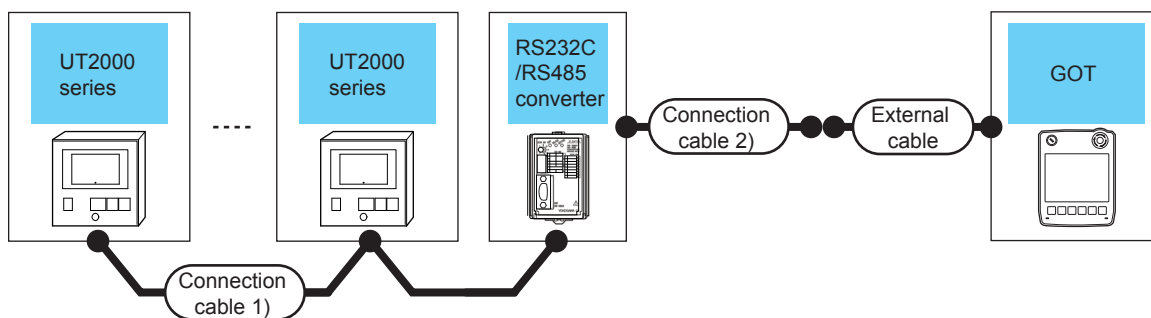 UT2000
series
UT2000
series
RS232C
/RS485
converter
GOT
Connection
cable 2)
External
cable
Connection
cable 1)